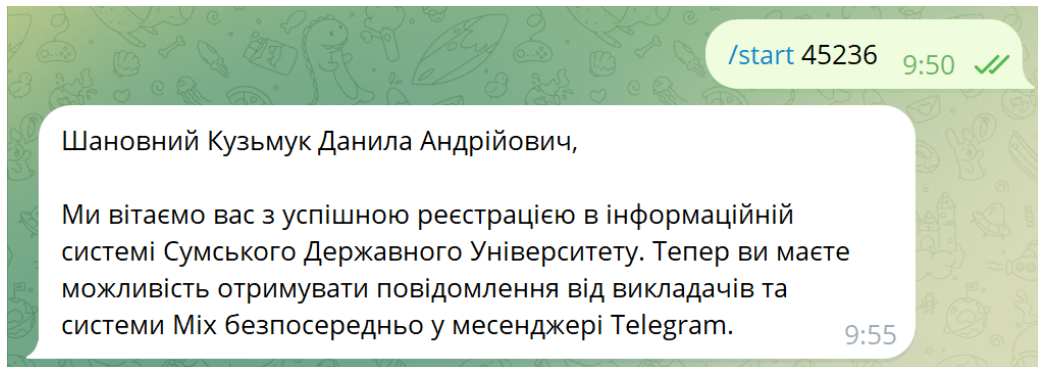 /start 45236 9:50
Шановний Кузьмук Данила Андрійович,
Ми вітаємо вас з успішною реєстрацією в інформаційній
системі Сумського Державного Університету. Тепер ви маєте
можливість отримувати повідомлення від викладачів та
системи Mix безпосередньо у месенджері Telegram.
9:55